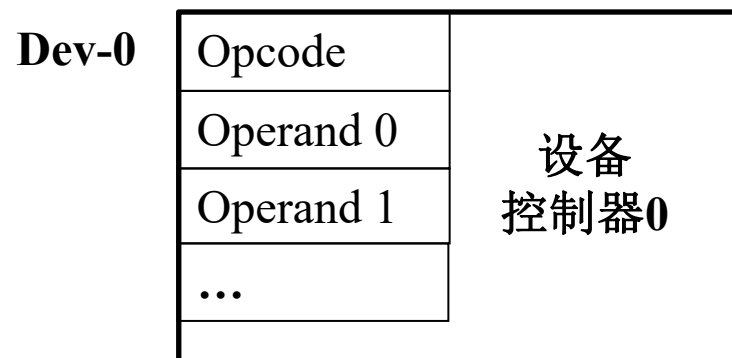 Dev-0
Opcode
Operand 0
Operand 1
...
设备
控制器0